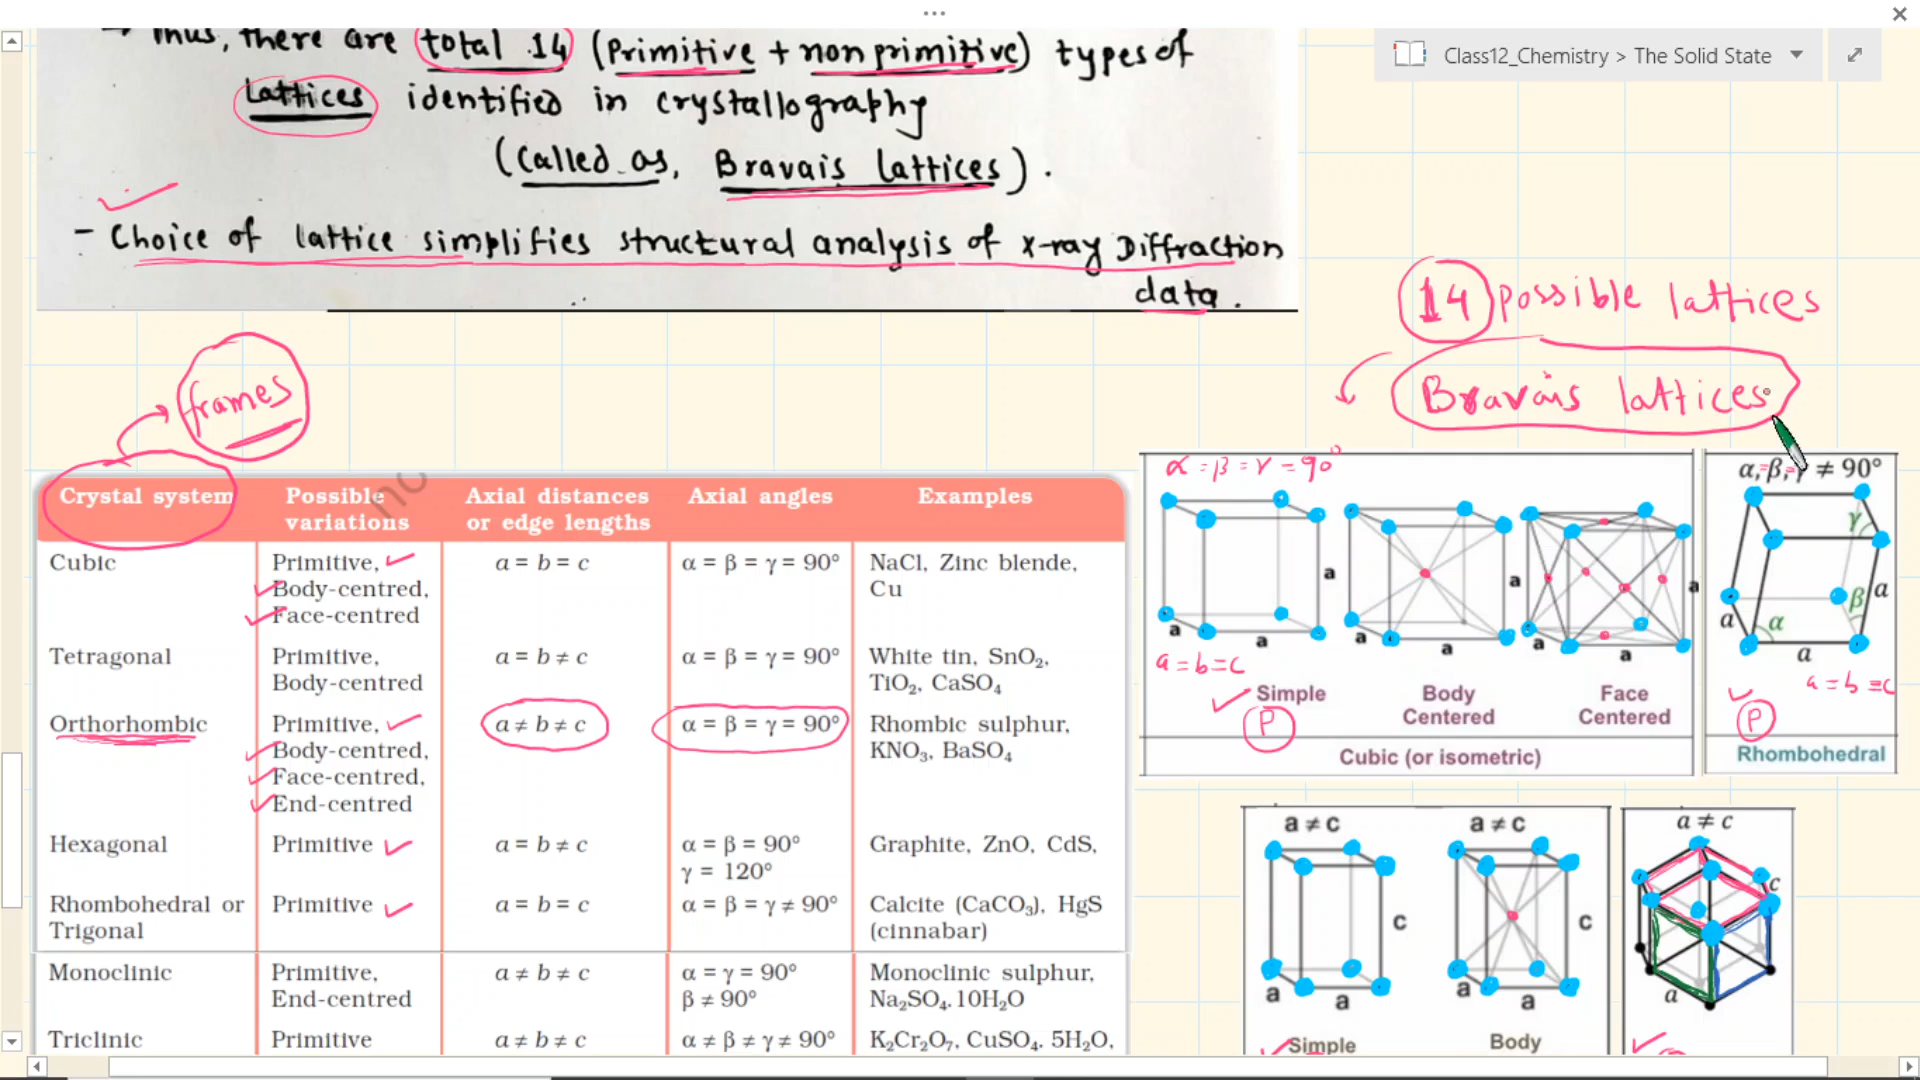 Class12_Chemistry > The Solid State
→ Thus, there are total 14 (Primitive + non primitive) types of
Lattices identified in crystallography
(Called as, Bravais lattices).
- Choice of lattice simplifies structural analysis of x-ray Diffraction
data.
14 possible lattices
Bravais lattices
frames
Crystal system
Possible variations
Axial distances or edge lengths
Axial angles
Examples
Cubic
Primitive,
Body-centred,
Face-centred
a = b = c
α = β = γ = 90°
NaCl, Zinc blende,
Cu
Tetragonal
Primitive,
Body-centred
a = b ≠ c
α = β = γ = 90°
White tin, SnO₂,
TiO₂, CaSO₄
Orthorhombic
Primitive,
Body-centred,
Face-centred,
End-centred
a ≠ b ≠ c
α = β = γ = 90°
Rhombic sulphur,
KNO₃, BaSO₄
Hexagonal
Primitive
a = b ≠ c
α = β = 90°
γ = 120°
Graphite, ZnO, CdS,
Rhombohedral or
Trigonal
Primitive
a = b = c
α = β = γ ≠ 90°
Calcite (CaCO₃), HgS
(cinnabar)
Monoclinic
Primitive,
End-centred
a ≠ b ≠ c
α = γ = 90°
β ≠ 90°
Monoclinic sulphur,
Na₂SO₄.10H₂O
Triclinic
Primitive
a ≠ b ≠ c
α ≠ β ≠ γ ≠ 90°
K₂Cr₂O₇, CuSO₄. 5H₂O,
α = β = γ = 90°
a
a
a
a = b = c
Simple
P
a
a
a
Body
Centered
a
a
a
Face
Centered
Cubic (or isometric)
α, β, γ ≠ 90°
γ
β
a
a
α
a
a = b = c
P
Rhombohedral
a ≠ c
c
a
a
Simple
a ≠ c
c
a
a
Body
a ≠ c
c
a